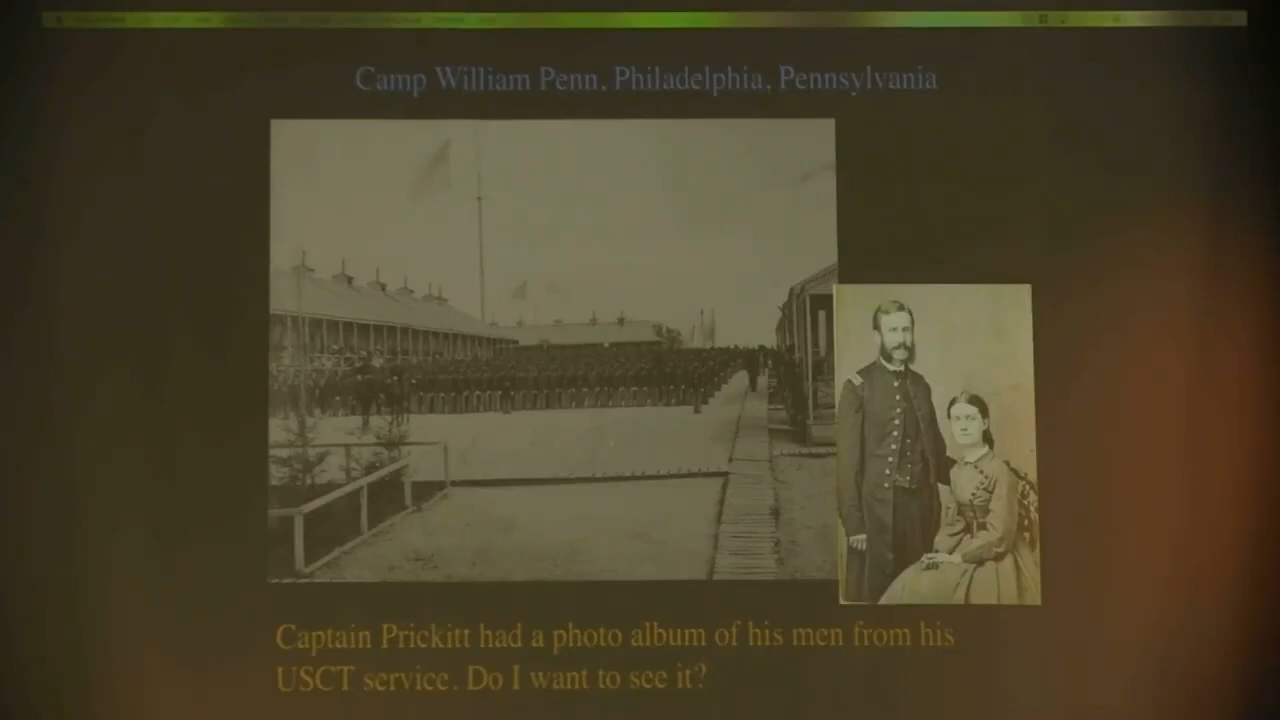 Camp William Penn, Philadelphia, Pennsylvania
Captain Prickitt had a photo album of his men from his
USCT service. Do I want to see it?